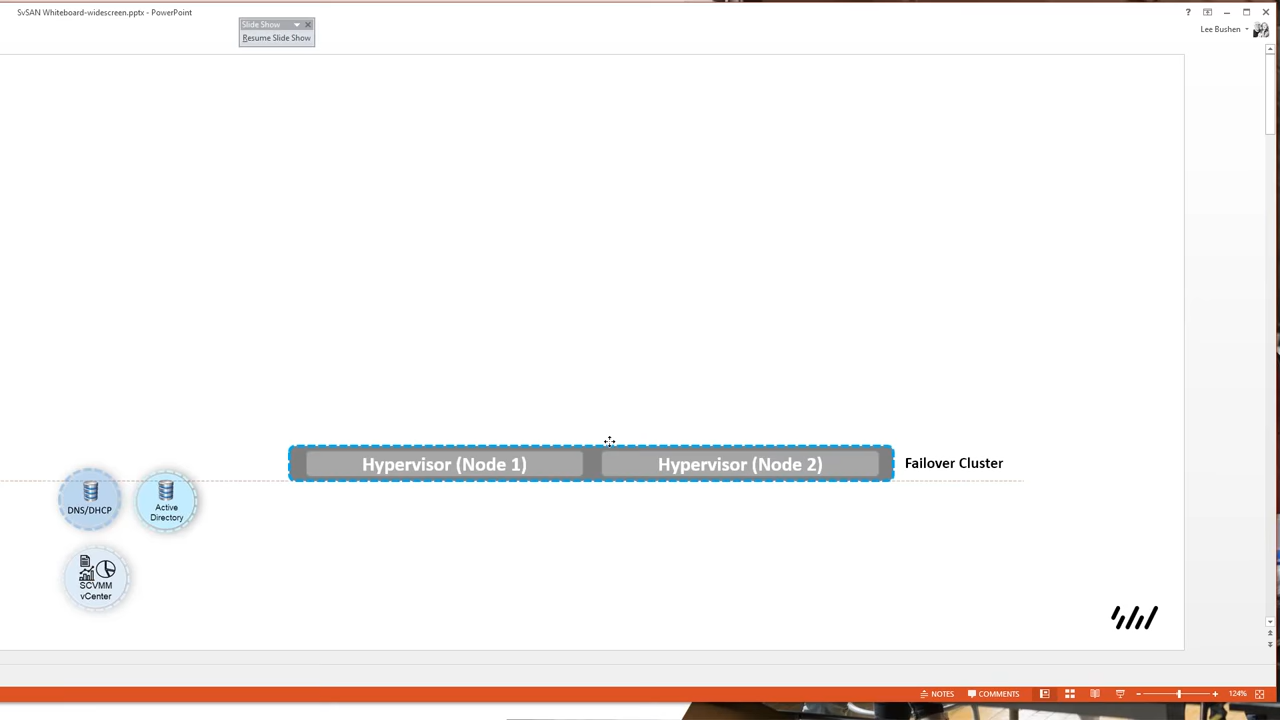 SvSAN Whiteboard-widescreen.pptx - PowerPoint
?
Slide Show
Resume Slide Show
Lee Bushen
Hypervisor (Node 1)
Hypervisor (Node 2)
Failover Cluster
DNS/DHCP
Active
Directory
SCVMM
vCenter
NOTES
COMMENTS
124%